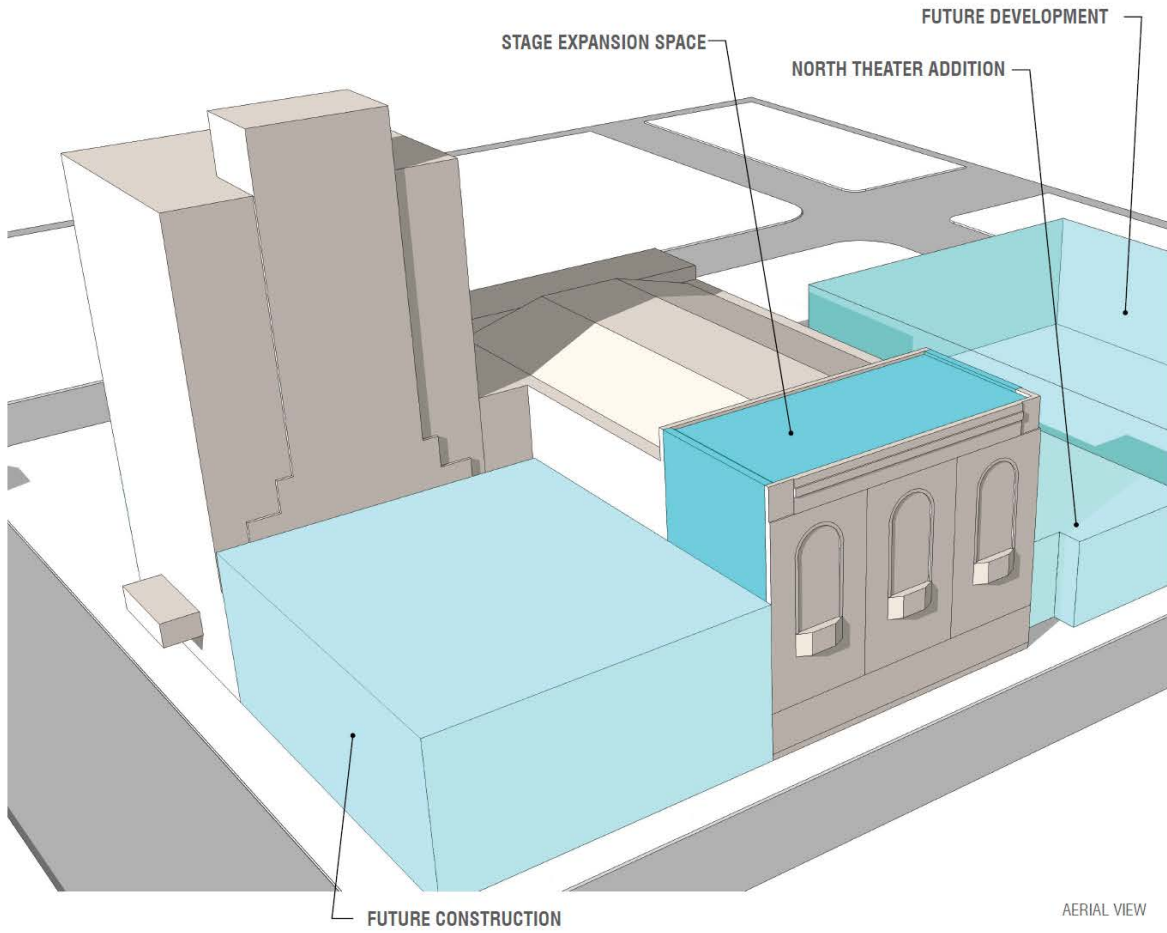 FUTURE DEVELOPMENT
STAGE EXPANSION SPACE
NORTH THEATER ADDITION
FUTURE CONSTRUCTION
AERIAL VIEW